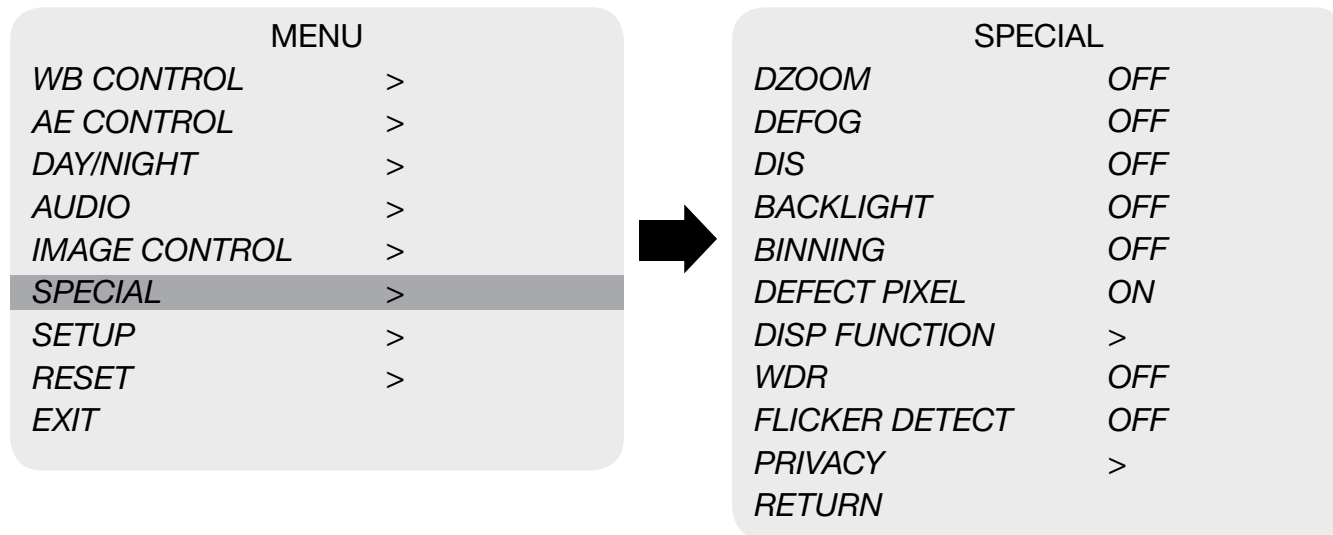 MENU
WB CONTROL >
AE CONTROL >
DAY/NIGHT >
AUDIO >
IMAGE CONTROL >
SPECIAL >
SETUP >
RESET >
EXIT
SPECIAL
DZOOM OFF
DEFOG OFF
DIS OFF
BACKLIGHT OFF
BINNING OFF
DEFECT PIXEL ON
DISP FUNCTION >
WDR OFF
FLICKER DETECT OFF
PRIVACY >
RETURN